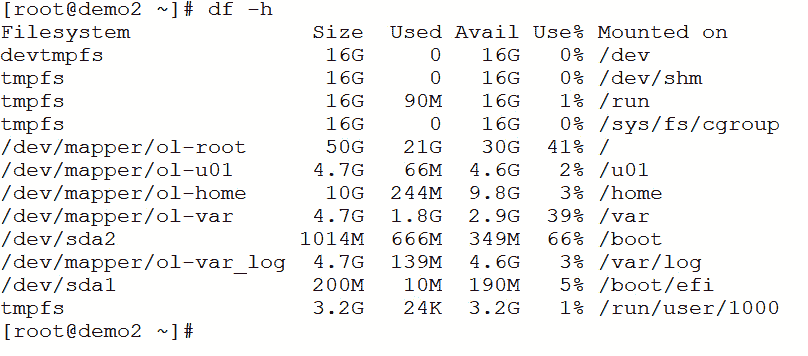 [root@demo2 ~]# df -h
Filesystem Size Used Avail Use% Mounted on
devtmpfs 16G 0 16G 0% /dev
tmpfs 16G 0 16G 0% /dev/shm
tmpfs 16G 90M 16G 1% /run
tmpfs 16G 0 16G 0% /sys/fs/cgroup
/dev/mapper/ol-root 50G 21G 30G 41% /
/dev/mapper/ol-u01 4.7G 66M 4.6G 2% /u01
/dev/mapper/ol-home 10G 244M 9.8G 3% /home
/dev/mapper/ol-var 4.7G 1.8G 2.9G 39% /var
/dev/sda2 1014M 666M 349M 66% /boot
/dev/mapper/ol-var_log 4.7G 139M 4.6G 3% /var/log
/dev/sda1 200M 10M 190M 5% /boot/efi
tmpfs 3.2G 24K 3.2G 1% /run/user/1000
[root@demo2 ~]#